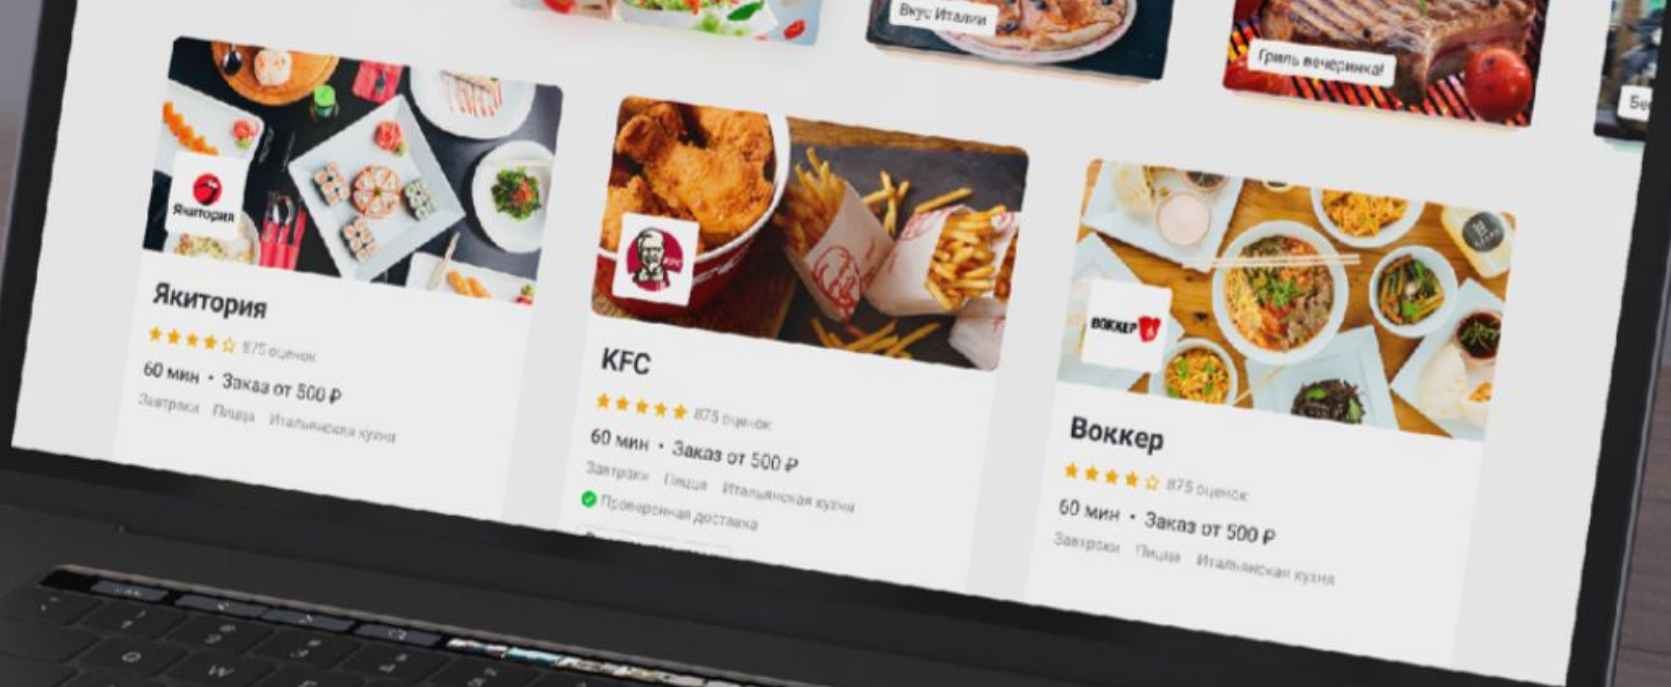 Вкус Италии
Гриль вечеринка!
Якитория
Якитория
875 оценок
60 мин • Заказ от 500 ₽
Завтраки Пицца Итальянская кухня
KFC
KFC
875 оценок
60 мин • Заказ от 500 ₽
Завтраки Пицца Итальянская кухня
Проверенная доставка
ВОККЕР
Воккер
875 оценок
60 мин • Заказ от 500 ₽
Завтраки Пицца Итальянская кухня